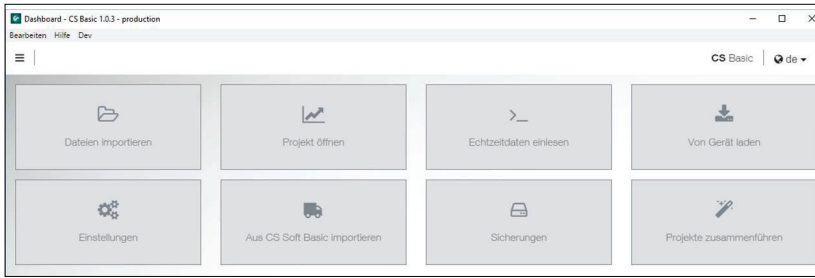 Dashboard - CS Basic 1.0.3 - production
Bearbeiten Hilfe Dev
CS Basic de
Dateien importieren
Projekt öffnen
Echtzeitdaten einlesen
Von Gerät laden
Einstellungen
Aus CS Soft Basic importieren
Sicherungen
Projekte zusammenführen